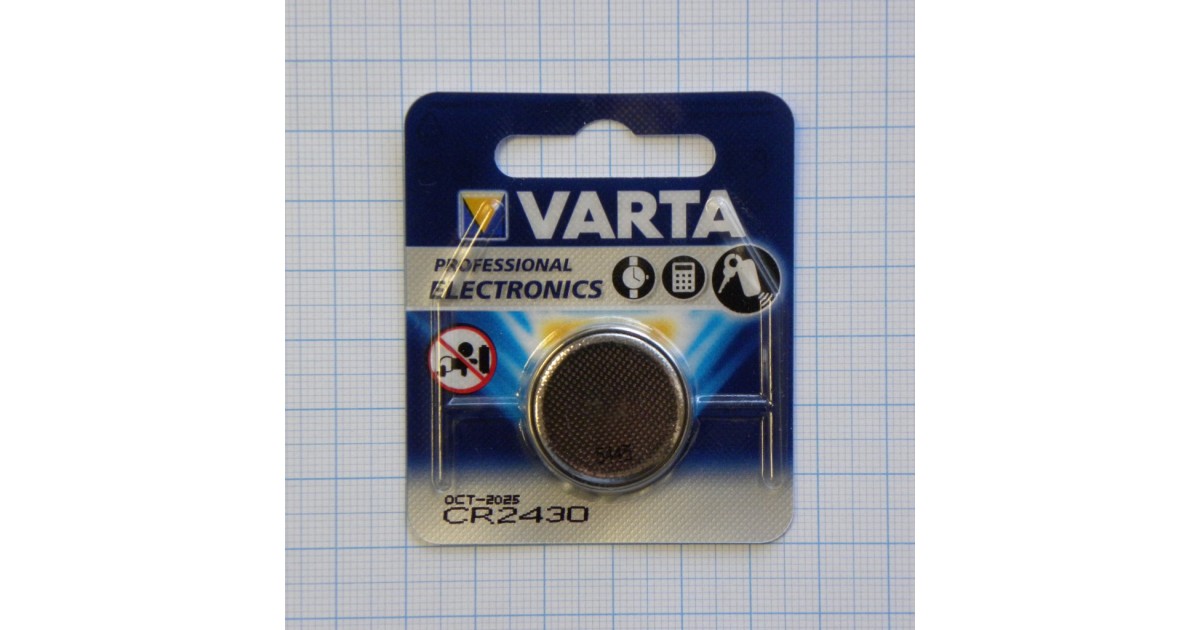 VARTA
PROFESSIONAL
ELECTRONICS
OCT-2025
CR2430